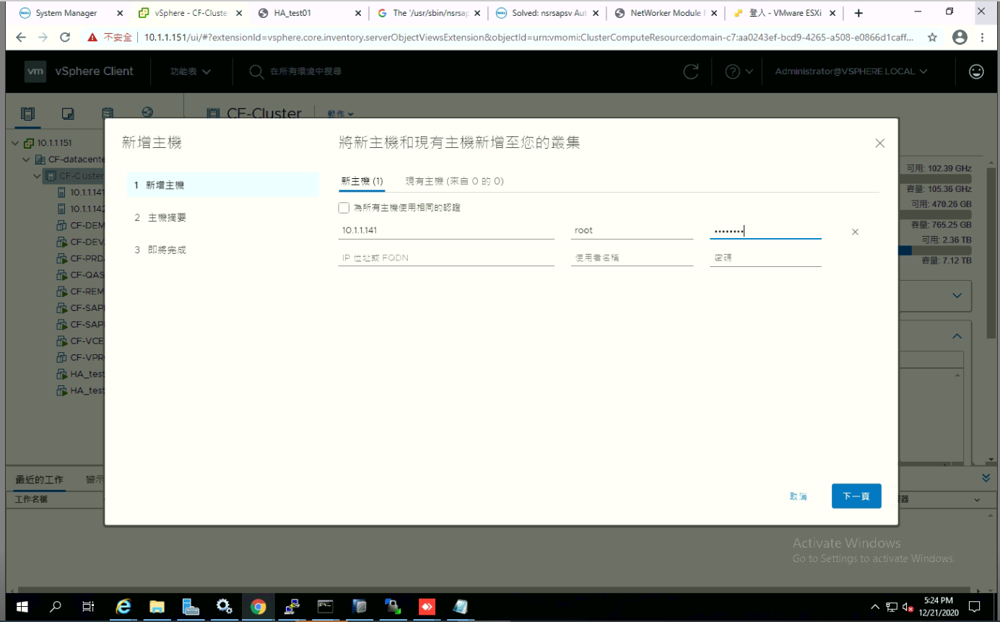 System Manager
vSphere - CF-Cluste
HA_test01
The '/usr/sbin/nsrsap
Solved: nsrsapsv Aut
NetWorker Module f
登入 - VMware ESXi
不安全
10.1.1.151/ui/#?extensionId=vsphere.core.inventory.serverObjectViewsExtension&objectId=urn:vmomi:ClusterComputeResource:domain-c7:aa0243ef-bcd9-4265-a508-e0866d1caff...
vm vSphere Client
功能表
在所有環境中搜尋
Administrator@VSPHERE.LOCAL
CF-Cluster
動作
10.1.1.151
CF-datacente
CF-Cluster
10.1.1.141
10.1.1.142
CF-DEM
CF-DEV
CF-PRD
CF-QAS
CF-REM
CF-SAP
CF-SAP
CF-VCE
CF-VPR
HA_test
HA_test
新增主機
1 新增主機
2 主機摘要
3 即將完成
將新主機和現有主機新增至您的叢集
新主機 (1)
現有主機 (來自 0 的 0)
為所有主機使用相同的認證
10.1.1.141
root
••••••••
IP 位址或 FQDN
使用者名稱
密碼
取消
下一頁
可用: 102.39 GHz
容量: 105.36 GHz
可用: 470.26 GB
容量: 765.25 GB
可用: 2.36 TB
容量: 7.12 TB
最近的工作
警示
工作名稱
器
Activate Windows
Go to Settings to activate Windows.
5:24 PM
12/21/2020